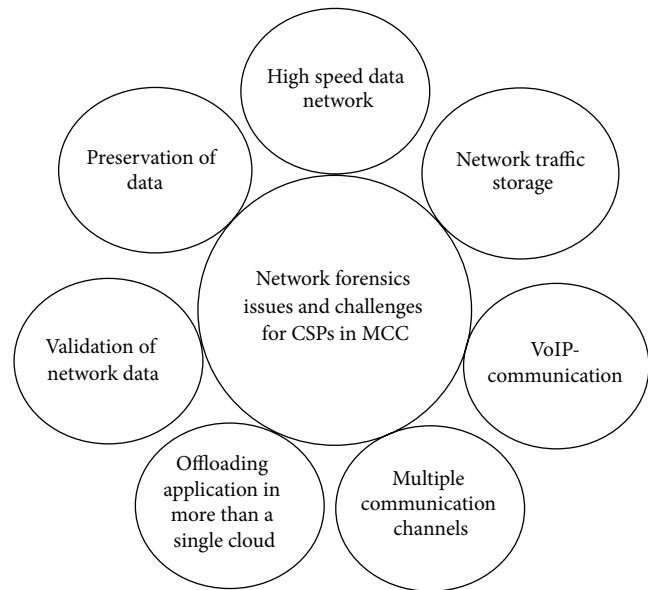 High speed data
network
Preservation of
data
Network traffic
storage
Network forensics
issues and challenges
for CSPs in MCC
Validation of
network data
VoIP-
communication
Offloading
application in
more than a
single cloud
Multiple
communication
channels